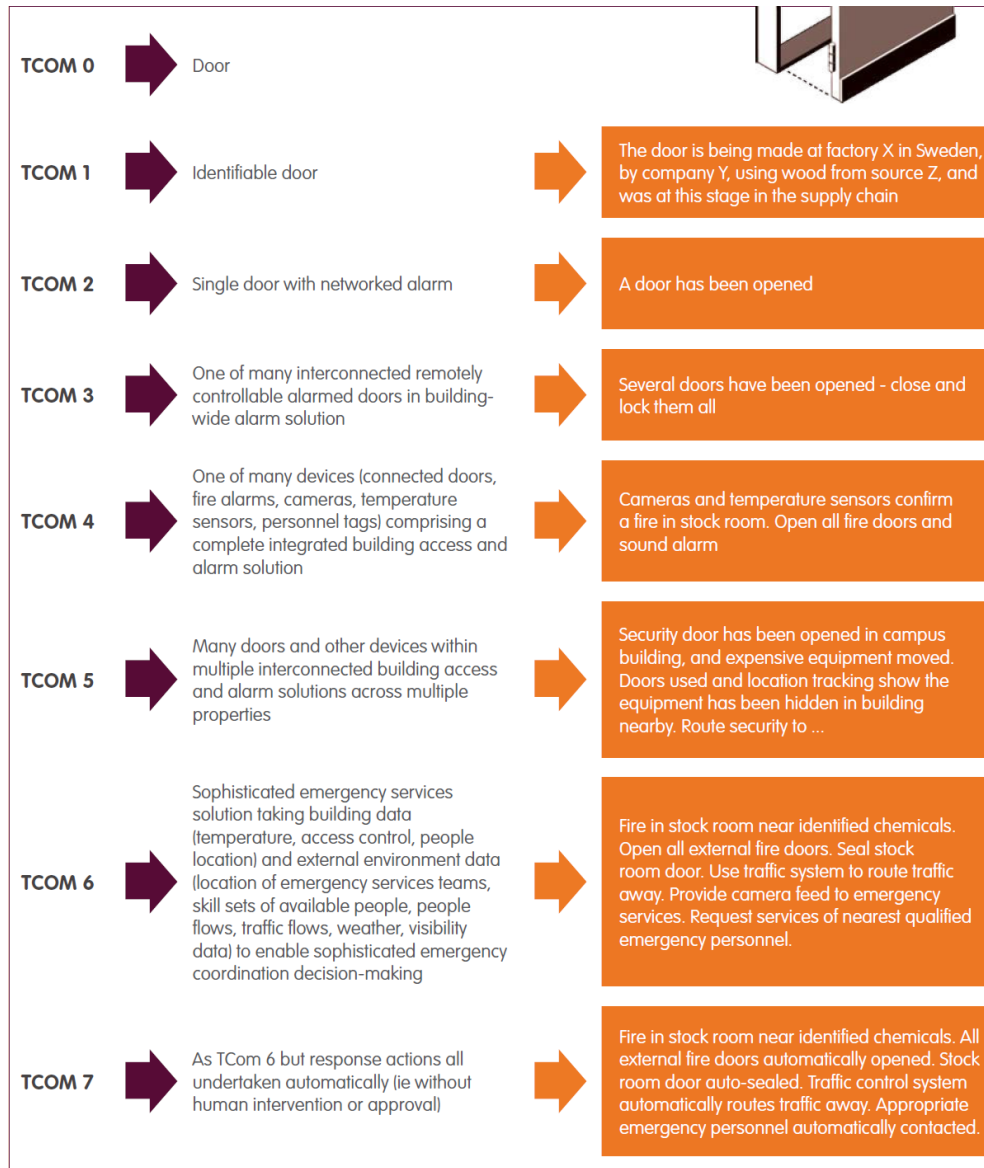 TCOM 0
Door
TCOM 1
Identifiable door
The door is being made at factory X in Sweden,
by company Y, using wood from source Z, and
was at this stage in the supply chain
TCOM 2
Single door with networked alarm
A door has been opened
TCOM 3
One of many interconnected remotely
controllable alarmed doors in building-
wide alarm solution
Several doors have been opened - close and
lock them all
TCOM 4
One of many devices (connected doors,
fire alarms, cameras, temperature
sensors, personnel tags) comprising a
complete integrated building access and
alarm solution
Cameras and temperature sensors confirm
a fire in stock room. Open all fire doors and
sound alarm
TCOM 5
Many doors and other devices within
multiple interconnected building access
and alarm solutions across multiple
properties
Security door has been opened in campus
building, and expensive equipment moved.
Doors used and location tracking show the
equipment has been hidden in building
nearby. Route security to ...
TCOM 6
Sophisticated emergency services
solution taking building data
(temperature, access control, people
location) and external environment data
(location of emergency services teams,
skill sets of available people, people
flows, traffic flows, weather, visibility
data) to enable sophisticated emergency
coordination decision-making
Fire in stock room near identified chemicals.
Open all external fire doors. Seal stock
room door. Use traffic system to route traffic
away. Provide camera feed to emergency
services. Request services of nearest qualified
emergency personnel.
TCOM 7
As TCom 6 but response actions all
undertaken automatically (ie without
human intervention or approval)
Fire in stock room near identified chemicals. All
external fire doors automatically opened. Stock
room door auto-sealed. Traffic control system
automatically routes traffic away. Appropriate
emergency personnel automatically contacted.